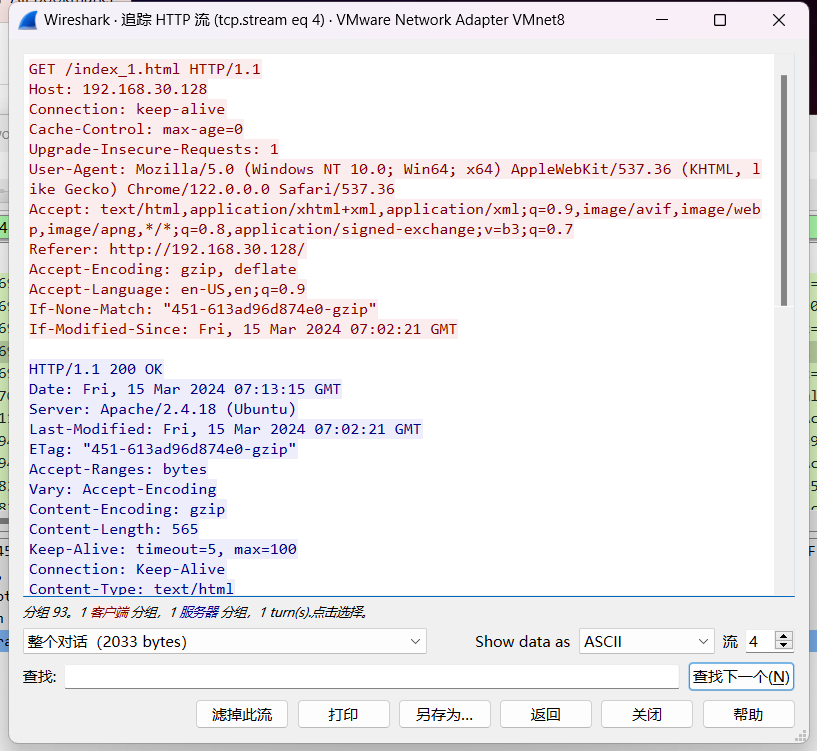 Wireshark · 追踪 HTTP 流 (tcp.stream eq 4) · VMware Network Adapter VMnet8
GET /index_1.html HTTP/1.1
Host: 192.168.30.128
Connection: keep-alive
Cache-Control: max-age=0
Upgrade-Insecure-Requests: 1
User-Agent: Mozilla/5.0 (Windows NT 10.0; Win64; x64) AppleWebKit/537.36 (KHTML, l
ike Gecko) Chrome/122.0.0.0 Safari/537.36
Accept: text/html,application/xhtml+xml,application/xml;q=0.9,image/avif,image/web
p,image/apng,*/*;q=0.8,application/signed-exchange;v=b3;q=0.7
Referer: http://192.168.30.128/
Accept-Encoding: gzip, deflate
Accept-Language: en-US,en;q=0.9
If-None-Match: "451-613ad96d874e0-gzip"
If-Modified-Since: Fri, 15 Mar 2024 07:02:21 GMT
HTTP/1.1 200 OK
Date: Fri, 15 Mar 2024 07:13:15 GMT
Server: Apache/2.4.18 (Ubuntu)
Last-Modified: Fri, 15 Mar 2024 07:02:21 GMT
ETag: "451-613ad96d874e0-gzip"
Accept-Ranges: bytes
Vary: Accept-Encoding
Content-Encoding: gzip
Content-Length: 565
Keep-Alive: timeout=5, max=100
Connection: Keep-Alive
Content-Type: text/html
分组 93。1 客户端 分组，1 服务器 分组，1 turn(s).点击选择。
整个对话（2033 bytes） Show data as ASCII 流 4
查找: 查找下一个(N)
滤掉此流 打印 另存为… 返回 关闭 帮助